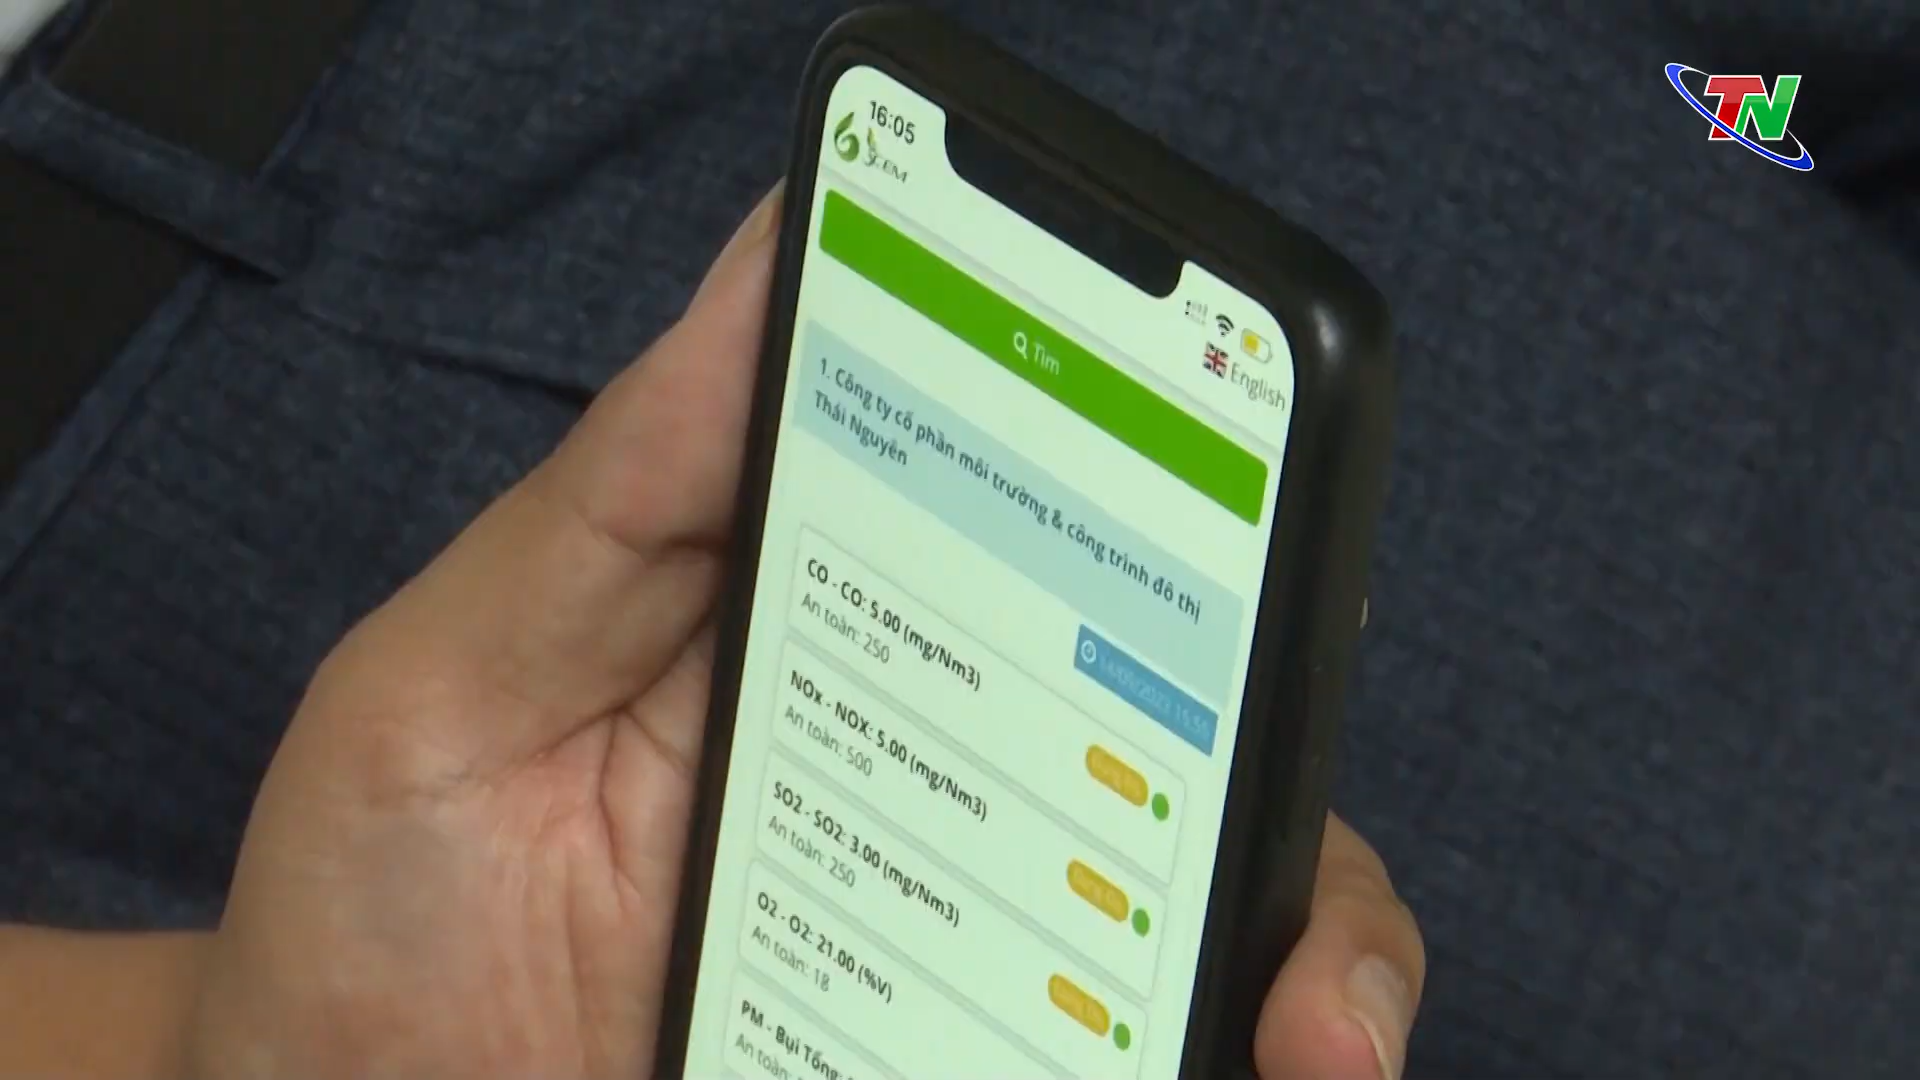 TN
16:05
English
Tìm
1. Công ty cổ phần môi trường & công trình đô thị
Thái Nguyên
CO - CO: 5.00 (mg/Nm3)
An toàn: 250
NOx - NOX: 5.00 (mg/Nm3)
An toàn: 500
SO2 - SO2: 3.00 (mg/Nm3)
An toàn: 250
O2 - O2: 21.00 (%V)
An toàn: 18
PM - Bụi Tổng:
An toàn: